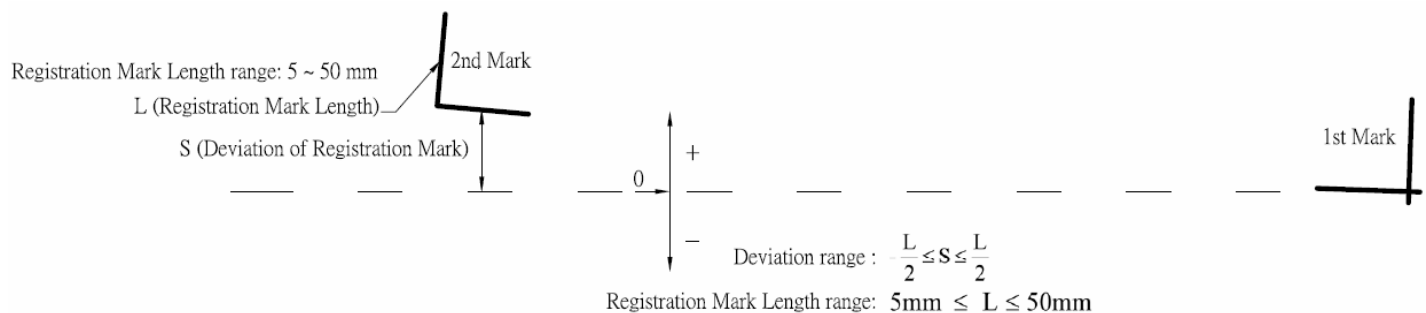 2nd Mark
Registration Mark Length range: 5 ~ 50 mm
L (Registration Mark Length)
1st Mark
S (Deviation of Registration Mark)
+
0
−
Deviation range : -L/2 ≤ S ≤ L/2
Registration Mark Length range: 5mm ≤ L ≤ 50mm